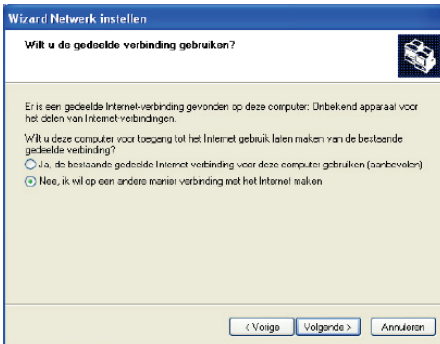 Wizard Netwerk instellen
Wilt u de gedeelde verbinding gebruiken?
Er is een gedeelde Internet-verbinding gevonden op deze computer: Onbekend apparaat voor
het delen van Internet-verbindingen.
Wilt u deze computer voor toegang tot het Internet gebruik laten maken van de bestaande
gedeelde verbinding?
Ja, de bestaande gedeelde Internet verbinding voor deze computer gebruiken (aanbevolen)
Nee, ik wil op een andere manier verbinding met het Internet maken
< Vorige
Volgende >
Annuleren